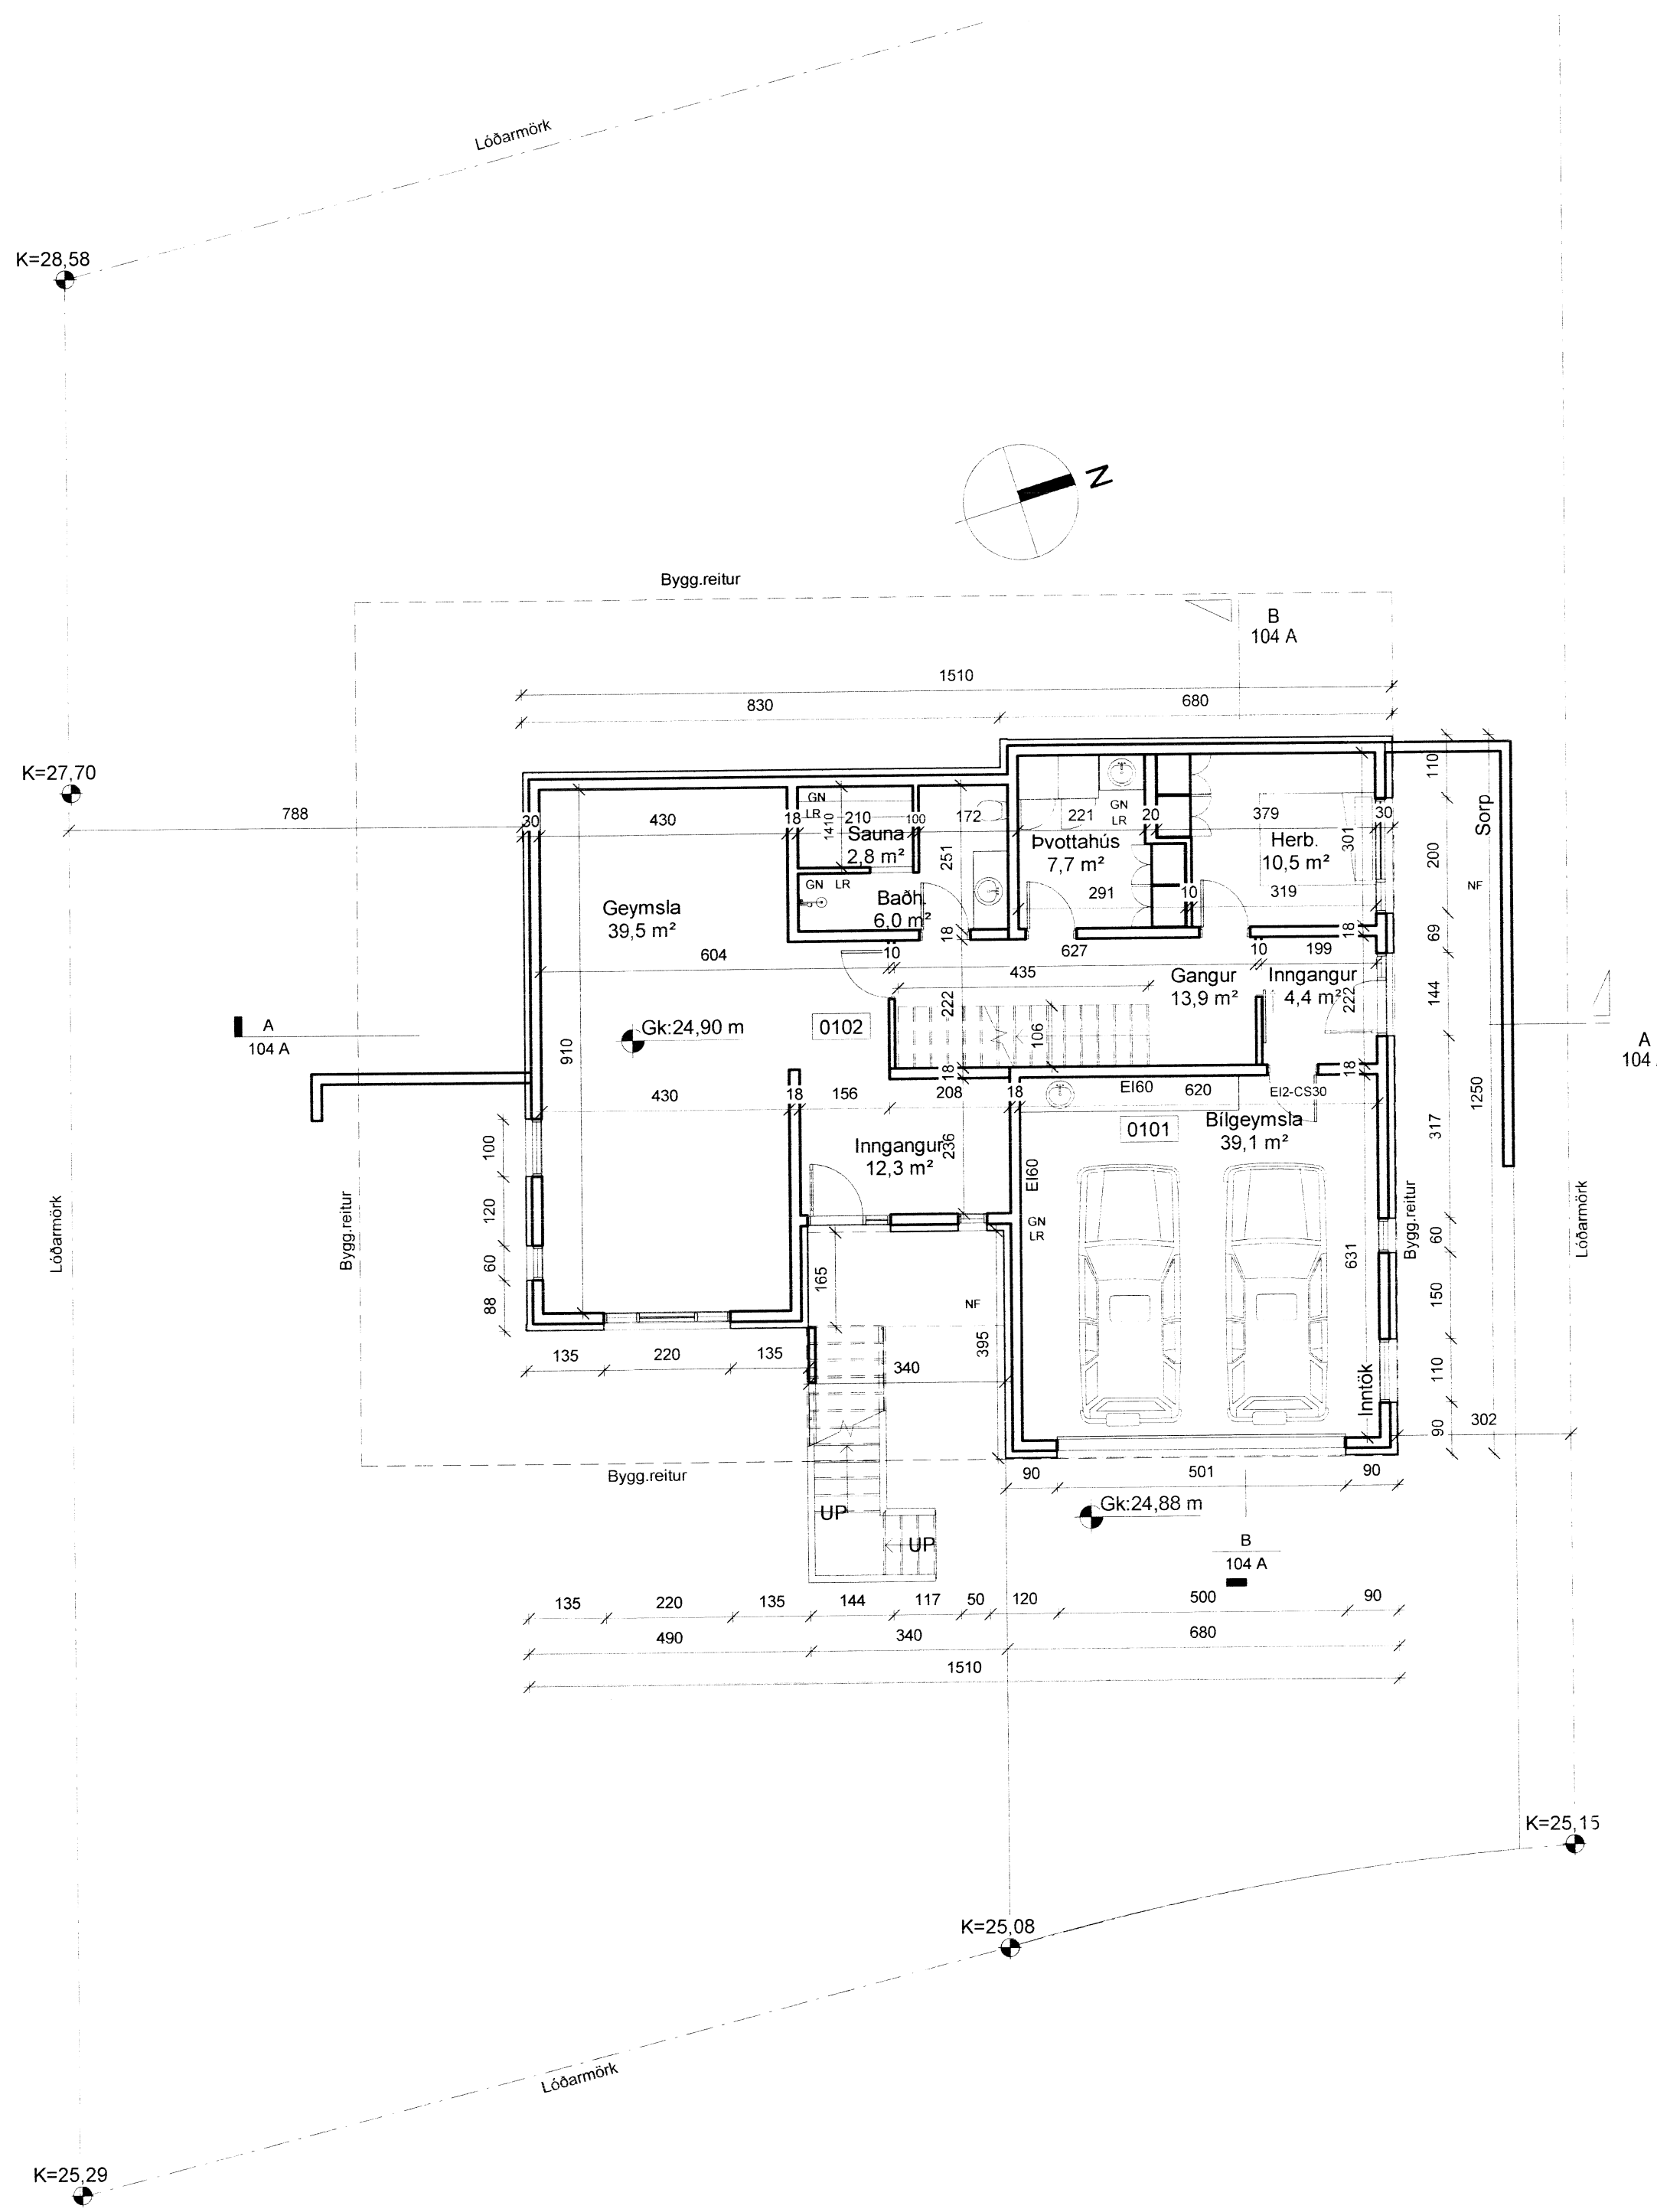 Lóðarmörk
K=28,58
N
Bygg.reitur
B
104 A
1510
830
680
K=27,70
788
30
430
18
GN
LR
1410
210
100
172
221
GN
LR
20
379
30
110
Sorp
Sauna
2,8 m²
251
Þvottahús
7,7 m²
Herb.
10,5 m²
301
200
NF
GN LR
Baðh.
6,0 m²
291
10
319
Geymsla
39,5 m²
18
18
69
604
10
627
10
199
435
Gangur
13,9 m²
Inngangur
4,4 m²
222
222
144
A
104 A
Gk:24,90 m
0102
106
910
A
104
18
18
430
18
156
208
18
EI60
620
EI2-CS30
1250
317
0101
Bílgeymsla
39,1 m²
100
Inngangur
12,3 m²
236
EI60
120
GN
LR
60
60
Lóðarmörk
Bygg.reitur
Bygg.reitur
Lóðarmörk
165
631
150
88
NF
395
135
220
135
340
Inntök
110
90
302
Bygg.reitur
90
501
90
UP
UP
Gk:24,88 m
B
104 A
135
220
135
144
117
50
120
500
90
490
340
680
1510
K=25,15
K=25,08
Lóðarmörk
K=25,29